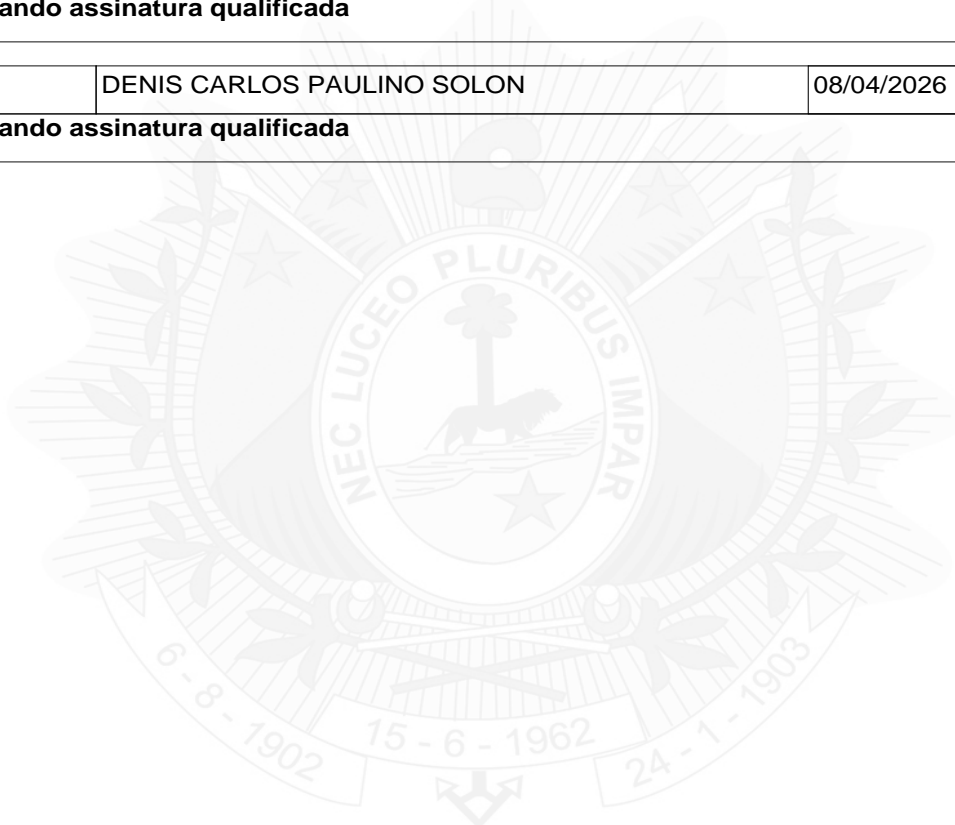 ando assinatura qualificada
DENIS CARLOS PAULINO SOLON 08/04/2026
ando assinatura qualificada
NEC LUCEO PLURIBUS IMPAR
6 - 8 - 1902
15 - 6 - 1962
24 - 1 - 1903